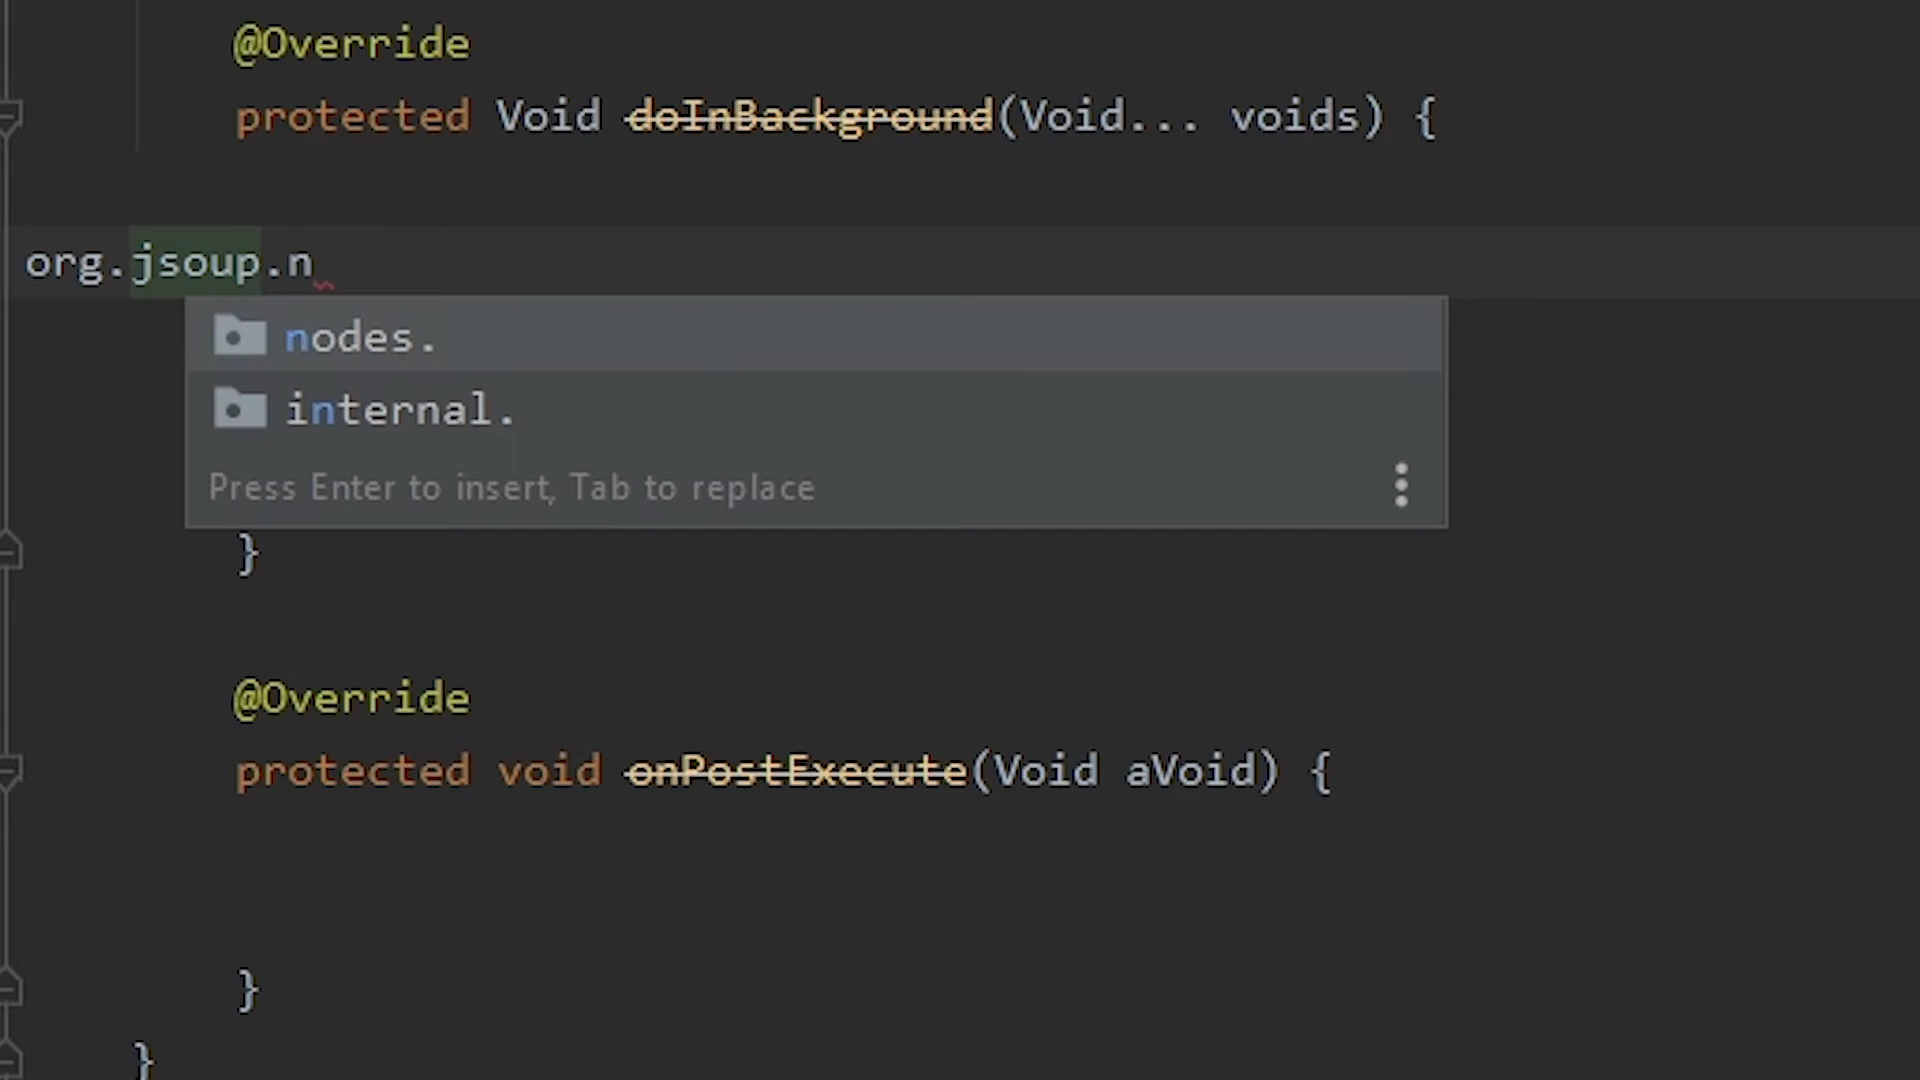 @Override
protected Void doInBackground(Void... voids) {
org.jsoup.n
nodes.
internal.
Press Enter to insert, Tab to replace
}
@Override
protected void onPostExecute(Void aVoid) {
}
}